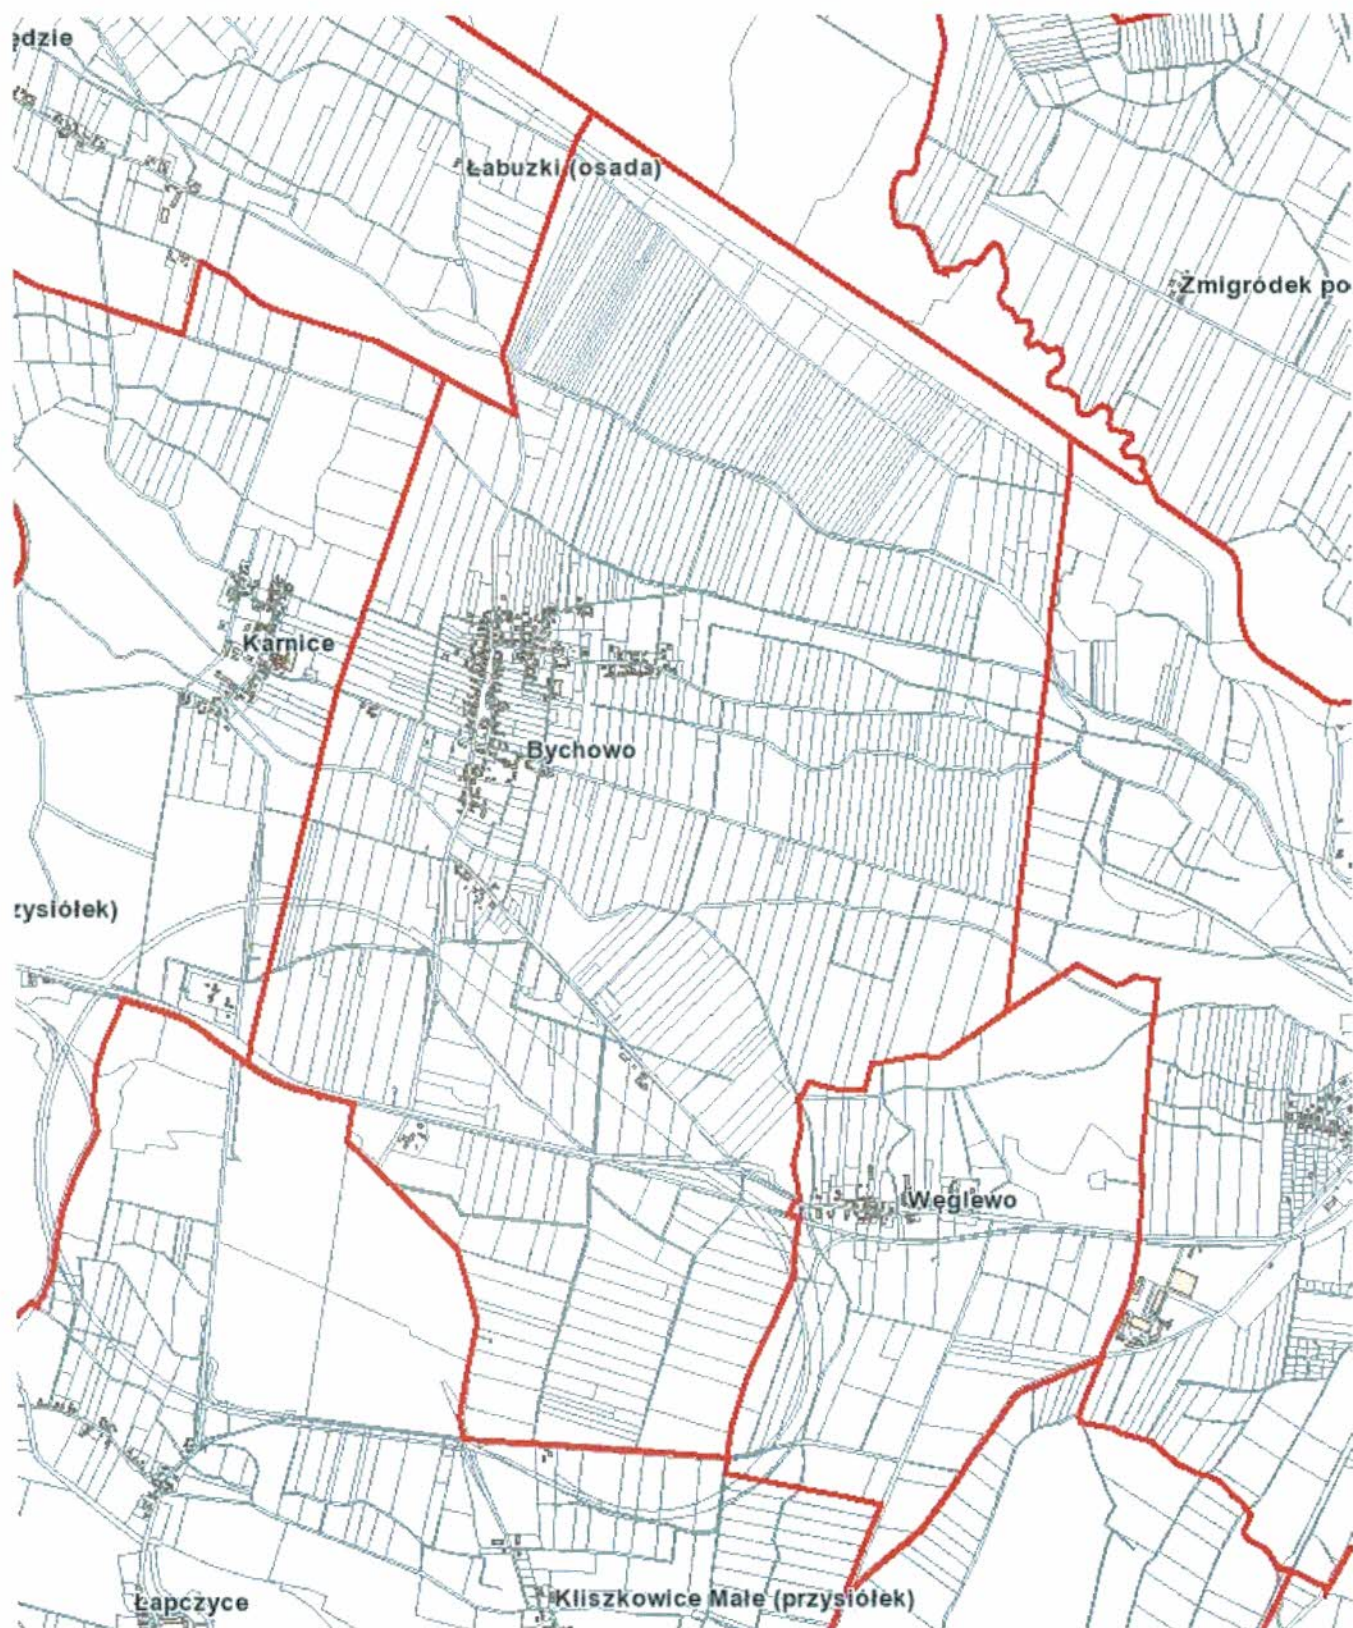 ędzie
Łabuzki (osada)
Żmigródek po
Karnice
Bychowo
zysiółek)
Węglewo
Kliszkowice Małe (przysiółek)
Łapczyce